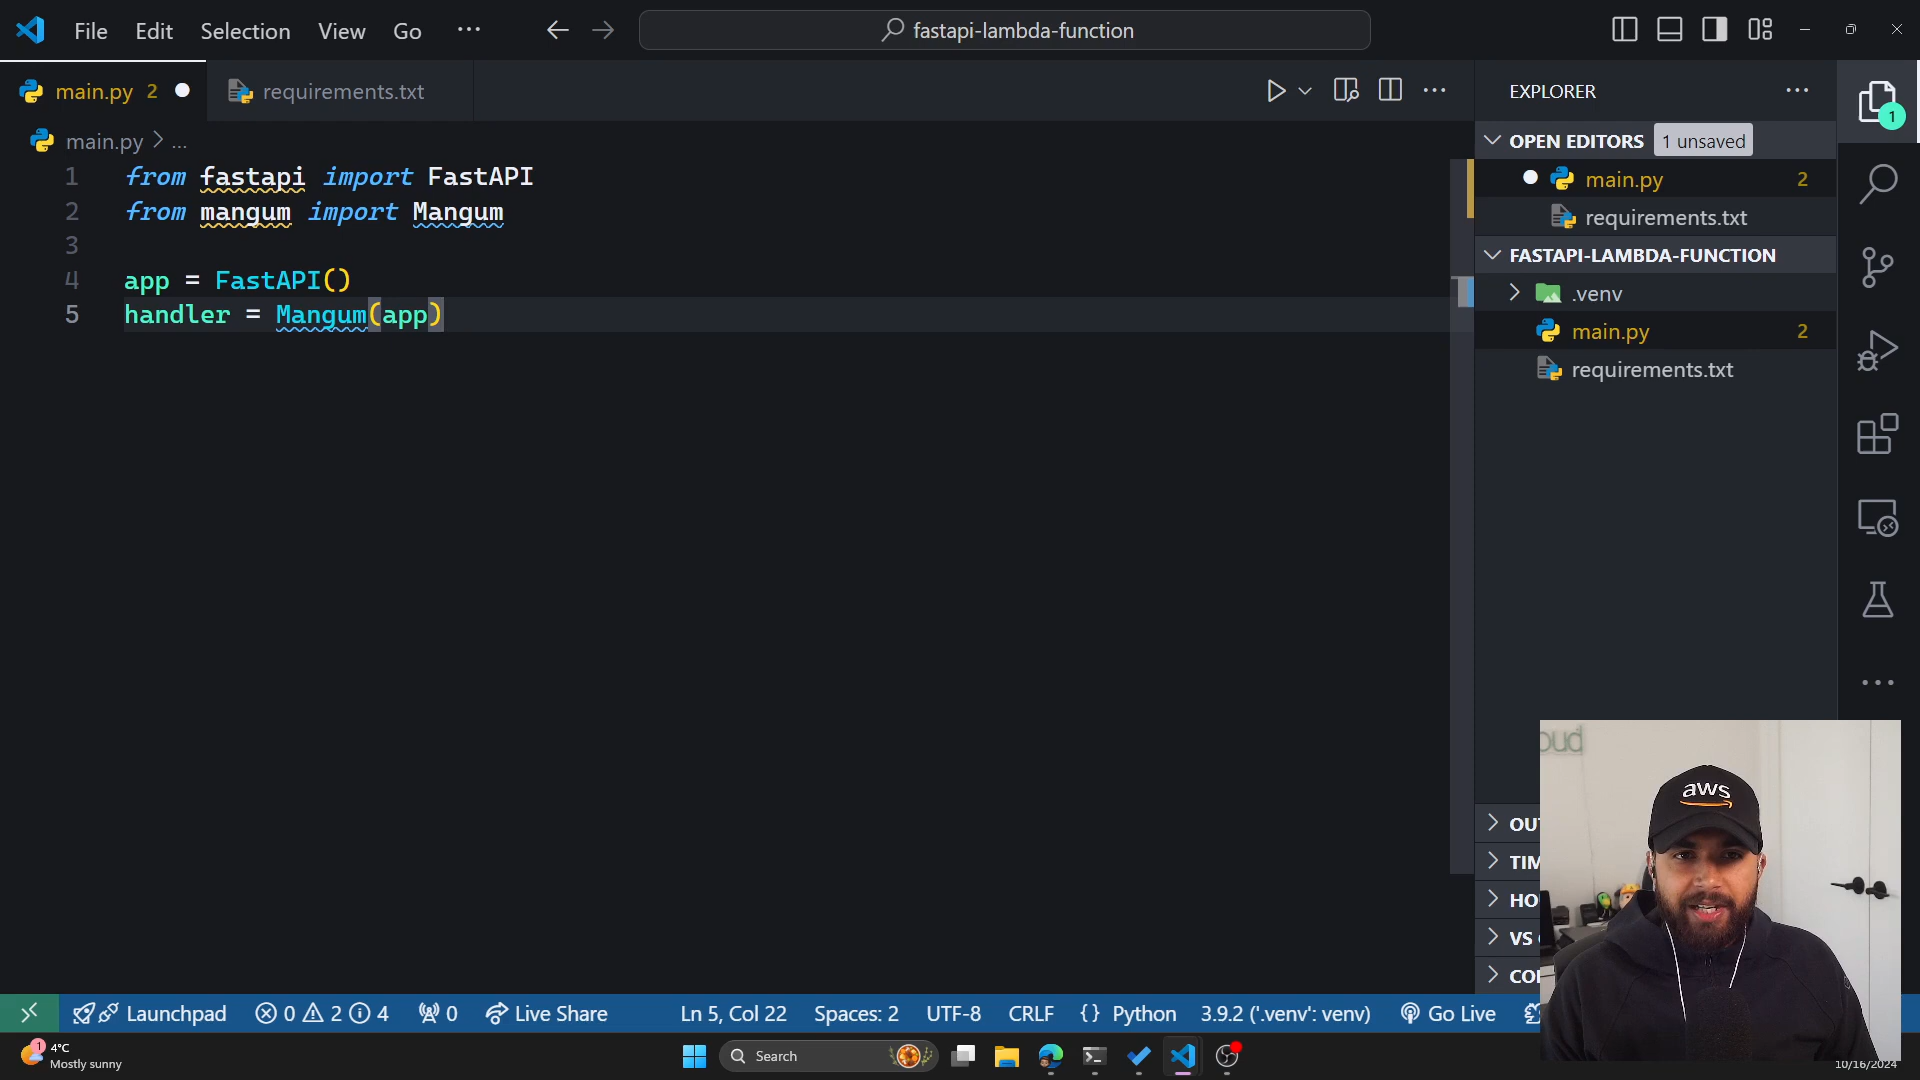 File Edit Selection View Go ... fastapi-lambda-function
main.py 2 requirements.txt
main.py > ...
1 from fastapi import FastAPI
2 from mangum import Mangum
3
4 app = FastAPI()
5 handler = Mangum(app)
EXPLORER
1
OPEN EDITORS 1 unsaved
main.py 2
requirements.txt
FASTAPI-LAMBDA-FUNCTION
.venv
main.py 2
requirements.txt
VS
oud
aws
Launchpad 0 2 4 0 Live Share Ln 5, Col 22 Spaces: 2 UTF-8 CRLF {} Python 3.9.2 ('.venv': venv) Go Live
1
4°C
Mostly sunny
Search
10/16/2024